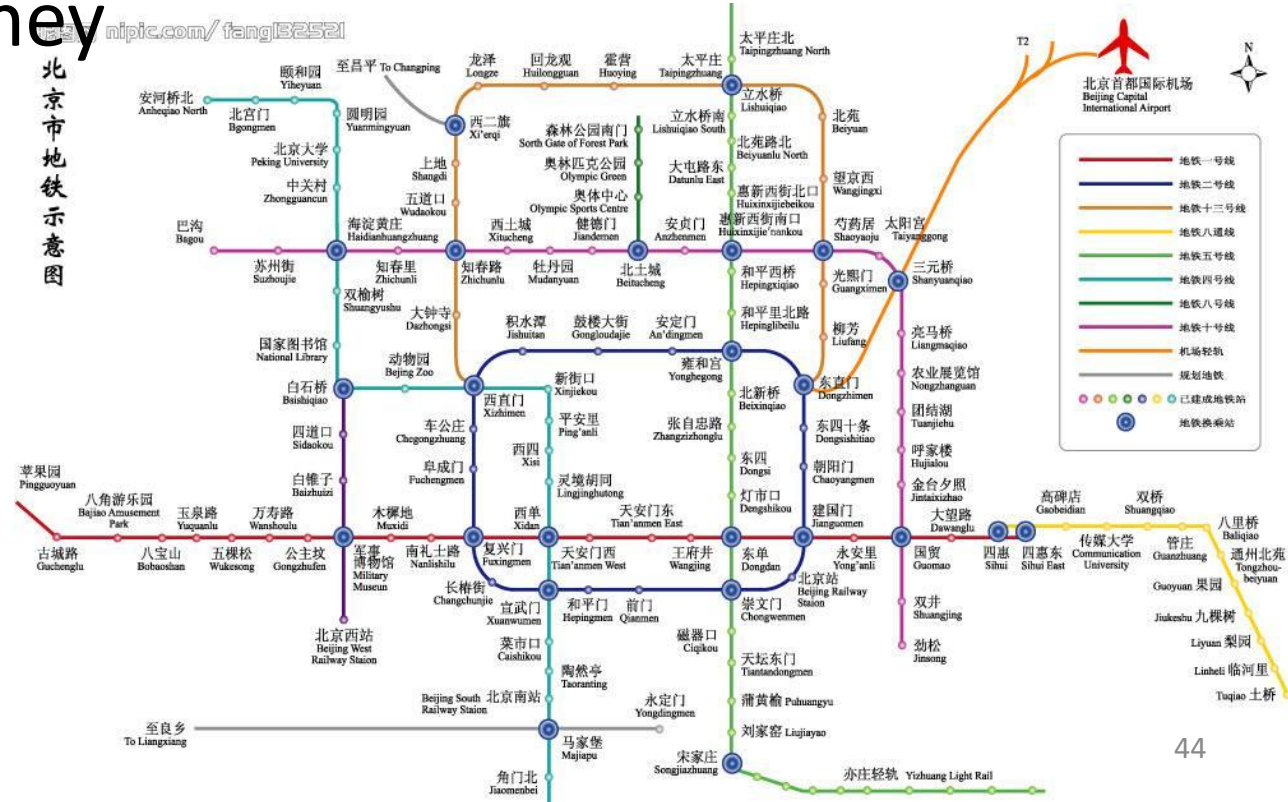 ney
nipic.com/fang132521
北京市地铁示意图
至昌平 To Changping
T2
N
北京首都国际机场
Beijing Capital
International Airport
地铁一号线
地铁二号线
地铁十三号线
地铁八通线
地铁五号线
地铁四号线
地铁八号线
地铁十号线
机场轻轨
规划地铁
已建成地铁站
地铁换乘站
安河桥北
Anheqiao North
北宫门
Bgongmen
颐和园
Yiheyuan
圆明园
Yuanmingyuan
北京大学
Peking University
中关村
Zhongguancun
海淀黄庄
Haidianhuangzhuang
双榆树
Shuangyushu
国家图书馆
National Library
白石桥
Bsishiqiao
动物园
Bejing Zoo
四道口
Sidaokou
白锥子
Baizhuizi
北京西站
Beijing West
Railway Staion
龙泽
Longze
回龙观
Huilongguan
霍营
Huoying
太平庄
Taipingzhuang
太平庄北
Taipingzhuang North
立水桥
Lishuiqiao
立水桥南
Lishuiqiao South
北苑路北
Beiyuanlu North
大屯路东
Datunlu East
惠新西街北口
Huixinxijiebeikou
惠新西街南口
Huixinxijie'nankou
北苑
Beiyuan
望京西
Wangjingxi
芍药居
Shaoyaoju
太阳宫
Taiyanggong
三元桥
Shanyuanqiao
光熙门
Guangximen
柳芳
Liufang
东直门
Dongzhimen
西二旗
Xi'erqi
上地
Shangdi
五道口
Wudaokou
森林公园南门
Sorth Gate of Forest Park
奥林匹克公园
Olympic Green
奥体中心
Olympic Sports Centre
巴沟
Bagou
苏州街
Suzhoujie
知春里
Zhichunli
知春路
Zhichunlu
西土城
Xitucheng
牡丹园
Mudanyuan
健德门
Jiandemen
北土城
Beitucheng
安贞门
Anzhenmen
大钟寺
Dazhongsi
和平西桥
Hepingxiqiao
和平里北路
Hepinglibeilu
积水潭
Jishuitan
鼓楼大街
Gongloudajie
安定门
An'dingmen
雍和宫
Yonghegong
西直门
Xizhimen
新街口
Xinjiekou
车公庄
Chegongzhuang
平安里
Ping'anli
西四
Xisi
阜成门
Fuchengmen
灵境胡同
Lingjinghutong
北新桥
Beixinqiao
张自忠路
Zhangzizhonglu
东四
Dongsi
灯市口
Dengshikou
东四十条
Dongsishitiao
朝阳门
Chaoyangmen
亮马桥
Liangmaqiao
农业展览馆
Nongzhanguan
团结湖
Tuanjiehu
呼家楼
Hujialou
金台夕照
Jintaixizhao
苹果园
Pingguoyuan
古城路
Guchenglu
八角游乐园
Bajiao Amusement
Park
八宝山
Bobaoshan
玉泉路
Yuquanlu
五棵松
Wukesong
万寿路
Wanshoulu
公主坟
Gongzhufen
军事
博物馆
Military
Museun
木樨地
Muxidi
南礼士路
Nanlishilu
复兴门
Fuxingmen
西单
Xidan
天安门西
Tian'anmen West
天安门东
Tian'anmen East
王府井
Wangjing
东单
Dongdan
建国门
Jianguomen
永安里
Yong'anli
国贸
Guomao
大望路
Dawanglu
四惠
Sihui
四惠东
Sihui East
高碑店
Gaobeidian
传媒大学
Communication
University
双桥
Shuangqiao
管庄
Guanzhuang
八里桥
Baliqiao
通州北苑
Tongzhou-
beiyuan
Guoyuan 果园
Jiukeshu 九棵树
Liyuan 梨园
Linheli 临河里
Tuqiao 土桥
长椿街
Changchunjie
宣武门
Xuanwumen
和平门
Hepingmen
前门
Qianmen
崇文门
Chongwenmen
北京站
Beijing Railway
Staion
双井
Shuangjing
劲松
Jinsong
菜市口
Caishikou
陶然亭
Taoranting
Beijing South 北京南站
Railway Staion
马家堡
Majiapu
角门北
Jiaomenbei
至良乡
To Liangxiang
永定门
Yongdingmen
磁器口
Ciqikou
天坛东门
Tiantandongmen
蒲黄榆 Puhuangyu
刘家窑 Liujiayao
宋家庄
Songjiazhuang
亦庄轻轨 Yizhuang Light Rail
44